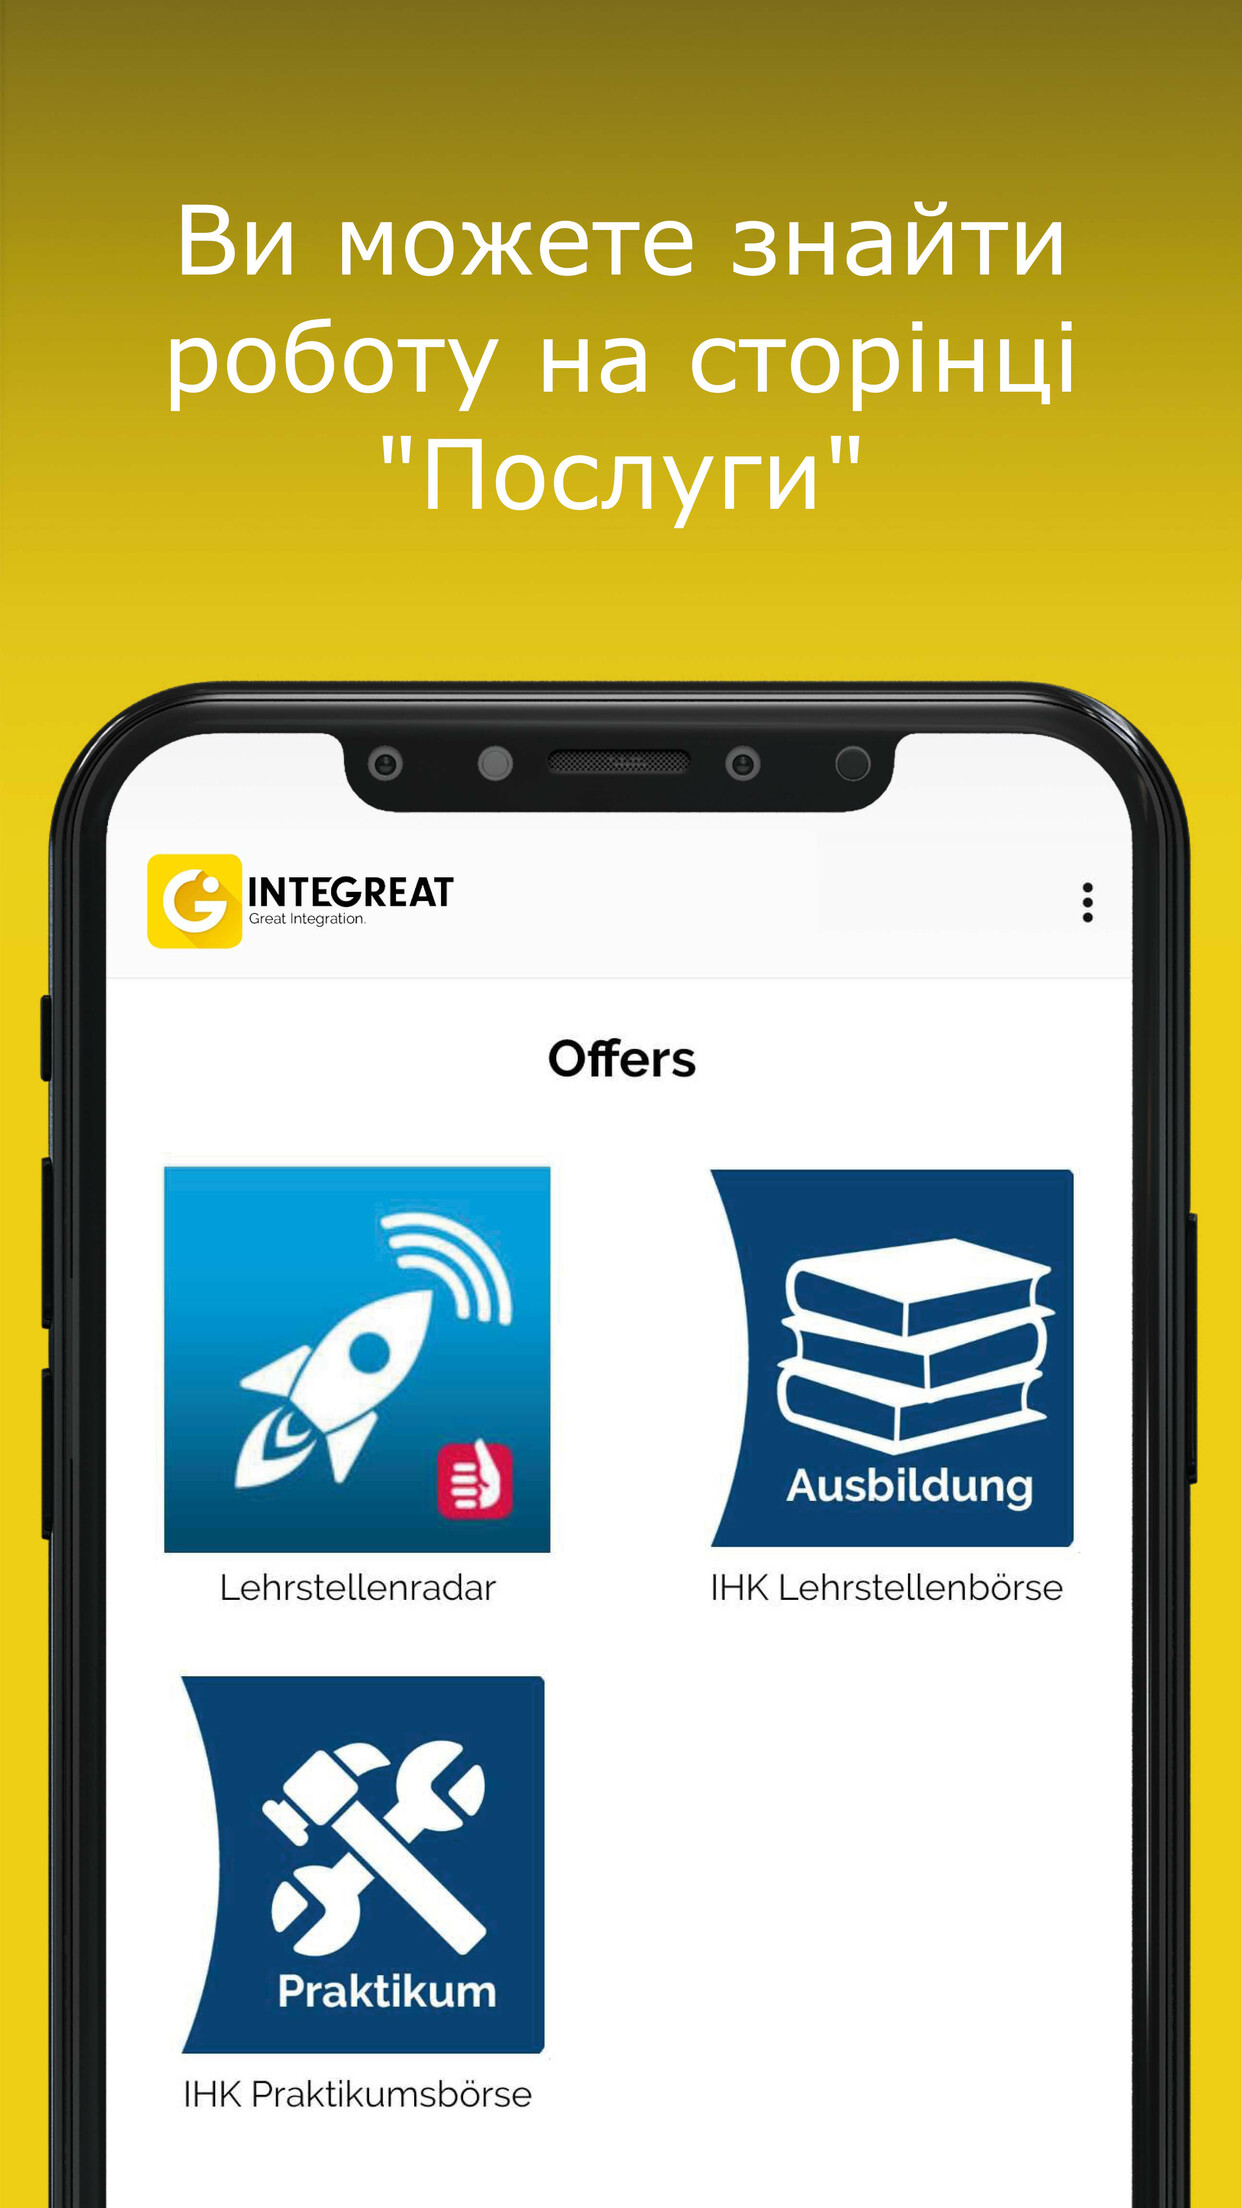 Ви можете знайти
роботу на сторінці
"Послуги"
INTEGREAT
Great Integration.
Offers
Ausbildung
Lehrstellenradar
IHK Lehrstellenbörse
Praktikum
IHK Praktikumsbörse